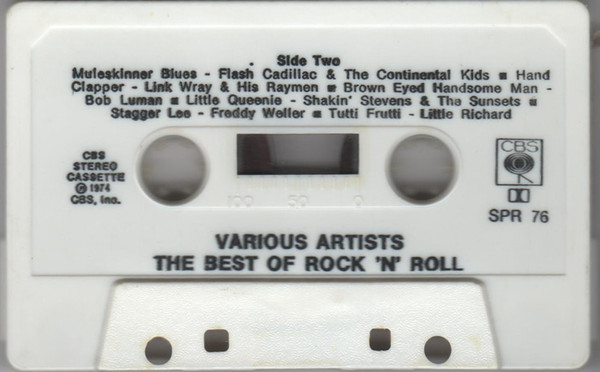 Side Two
Muleskinner Blues - Flash Cadillac & The Continental Kids ■ Hand
Clapper - Link Wray & His Raymen ■ Brown Eyed Handsome Man -
Bob Luman ■ Little Queenie - Shakin' Stevens & The Sunsets ■
Stagger Lee - Freddy Weller ■ Tutti Frutti - Little Richard
CBS
STEREO
CASSETTE
© 1974
CBS, Inc.
100 50 0
CBS
SPR 76
VARIOUS ARTISTS
THE BEST OF ROCK 'N' ROLL